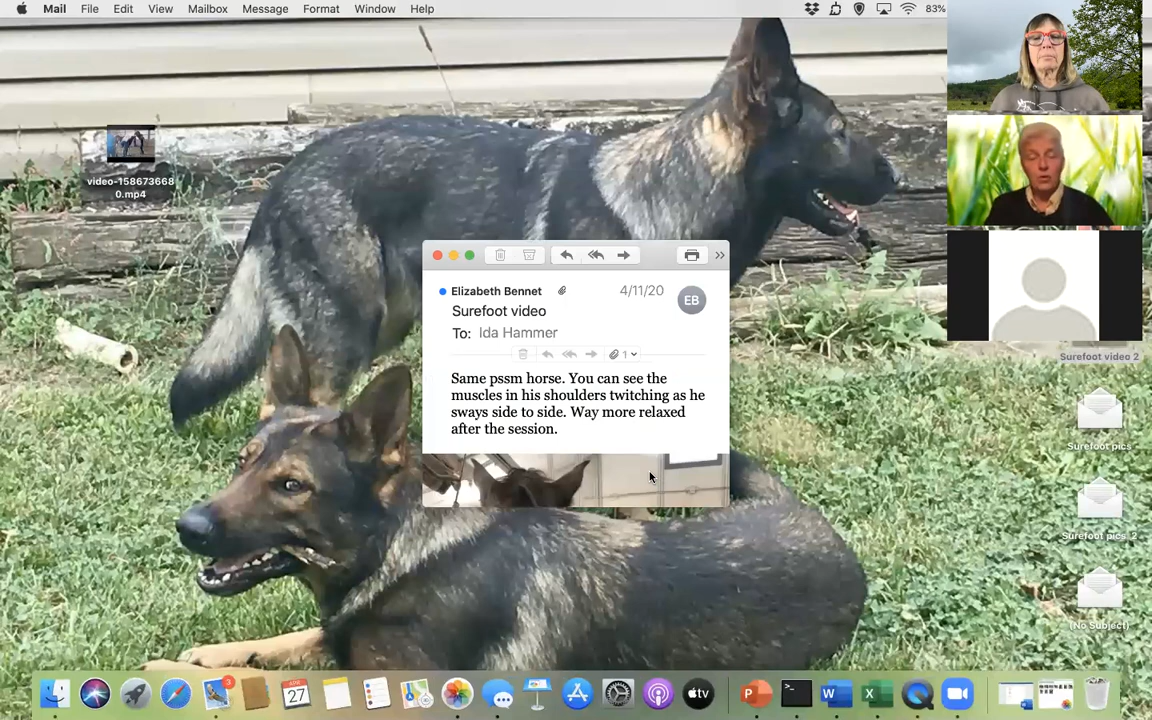 Mail File Edit View Mailbox Message Format Window Help
83%
video-158673668
0.mp4
Elizabeth Bennet
4/11/20
EB
Surefoot video
To: Ida Hammer
1
Same pssm horse. You can see the
muscles in his shoulders twitching as he
sways side to side. Way more relaxed
after the session.
Surefoot video 2
Surefoot pics
Surefoot pics 2
(No Subject)
3
27
tv
P
W
X